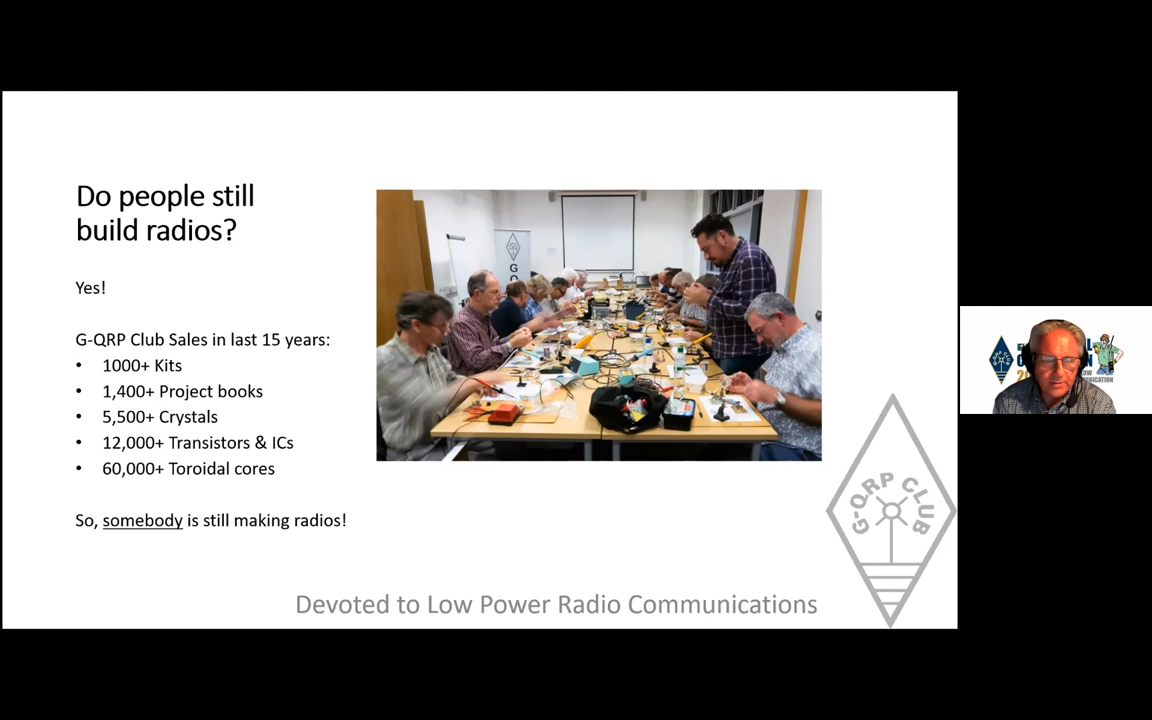 Do people still
build radios?
Yes!
G-QRP Club Sales in last 15 years:
• 1000+ Kits
• 1,400+ Project books
• 5,500+ Crystals
• 12,000+ Transistors & ICs
• 60,000+ Toroidal cores
So, somebody is still making radios!
G-QRP CLUB
Devoted to Low Power Radio Communications